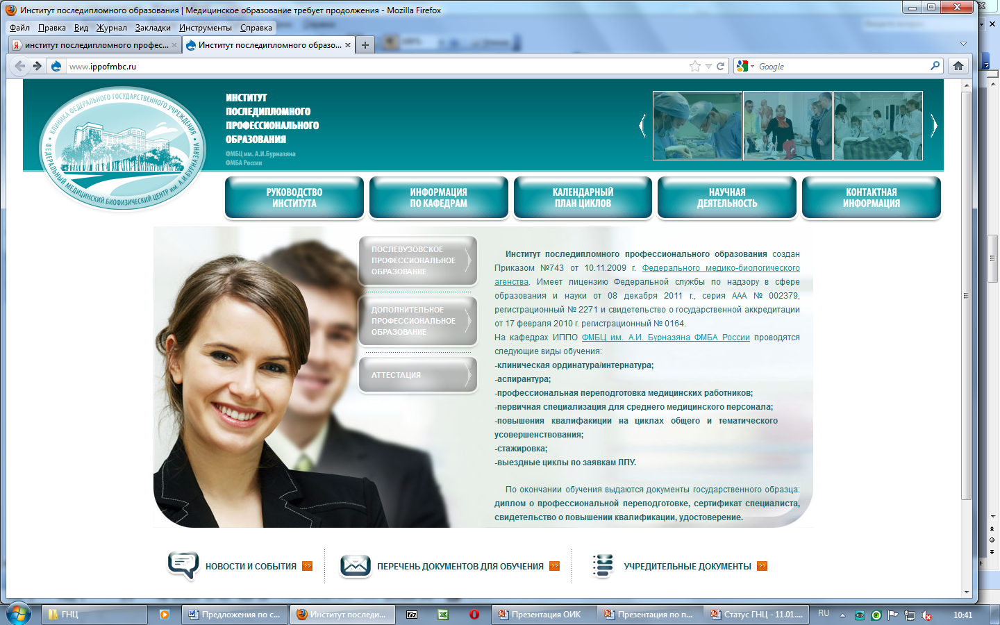 Институт последипломного образования | Медицинское образование требует продолжения - Mozilla Firefox
Файл Правка Вид Журнал Закладки Инструменты Справка
институт последипломного профес...
Институт последипломного образо...
www.ippofmbc.ru
Google
КЛИНИКА ФЕДЕРАЛЬНОГО ГОСУДАРСТВЕННОГО УЧРЕЖДЕНИЯ
ФЕДЕРАЛЬНЫЙ МЕДИЦИНСКИЙ БИОФИЗИЧЕСКИЙ ЦЕНТР им. А.И.БУРНАЗЯНА
ИНСТИТУТ
ПОСЛЕДИПЛОМНОГО
ПРОФЕССИОНАЛЬНОГО
ОБРАЗОВАНИЯ
ФМБЦ им. А.И.Бурназяна
ФМБА России
РУКОВОДСТВО
ИНСТИТУТА
ИНФОРМАЦИЯ
ПО КАФЕДРАМ
КАЛЕНДАРНЫЙ
ПЛАН ЦИКЛОВ
НАУЧНАЯ
ДЕЯТЕЛЬНОСТЬ
КОНТАКТНАЯ
ИНФОРМАЦИЯ
ПОСЛЕВУЗОВСКОЕ
ПРОФЕССИОНАЛЬНОЕ
ОБРАЗОВАНИЕ
ДОПОЛНИТЕЛЬНОЕ
ПРОФЕССИОНАЛЬНОЕ
ОБРАЗОВАНИЕ
АТТЕСТАЦИЯ
Институт последипломного профессионального образования создан
Приказом №743 от 10.11.2009 г. Федерального медико-биологического
агенства. Имеет лицензию Федеральной службы по надзору в сфере
образования и науки от 08 декабря 2011 г., серия ААА № 002379,
регистрационный № 2271 и свидетельство о государственной аккредитации
от 17 февраля 2010 г. регистрационный № 0164.
На кафедрах ИППО ФМБЦ им. А.И. Бурназяна ФМБА России проводятся
следующие виды обучения:
-клиническая ординатура/интернатура;
-аспирантура;
-профессиональная переподготовка медицинских работников;
-первичная специализация для среднего медицинского персонала;
-повышения квалифакиции на циклах общего и тематического
усовершенствования;
-стажировка;
-выездные циклы по заявкам ЛПУ.
По окончании обучения выдаются документы государственного образца:
диплом о профессиональной переподготовке, сертификат специалиста,
свидетельство о повышении квалификации, удостоверение.
НОВОСТИ И СОБЫТИЯ
ПЕРЕЧЕНЬ ДОКУМЕНТОВ ДЛЯ ОБУЧЕНИЯ
УЧРЕДИТЕЛЬНЫЕ ДОКУМЕНТЫ
ГНЦ
Предложения по с...
Институт последи...
7z
Презентация ОИК
Презентация по п...
Статус ГНЦ - 11.01....
RU
10:41